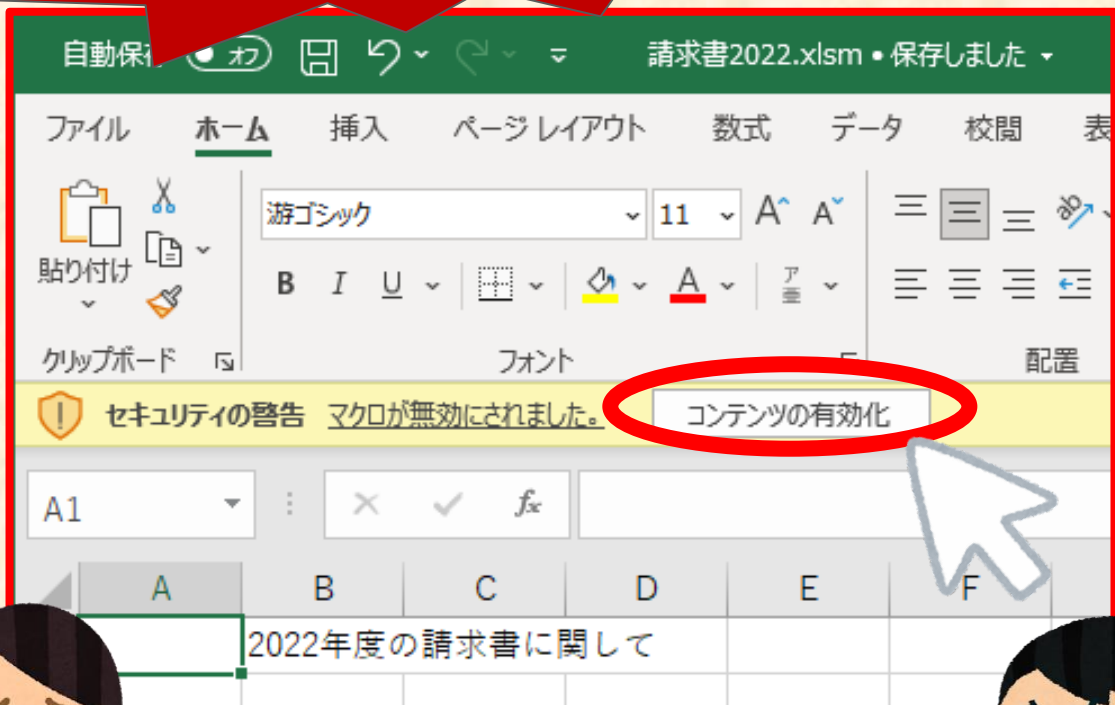 自動保存 オフ 請求書2022.xlsm • 保存しました
ファイル ホーム 挿入 ページ レイアウト 数式 データ 校閲 表
貼り付け
游ゴシック 11 A A
B I U A ア亜
クリップボード フォント 配置
セキュリティの警告 マクロが無効にされました。 コンテンツの有効化
A1 fx
A B C D E F
2022年度の請求書に関して